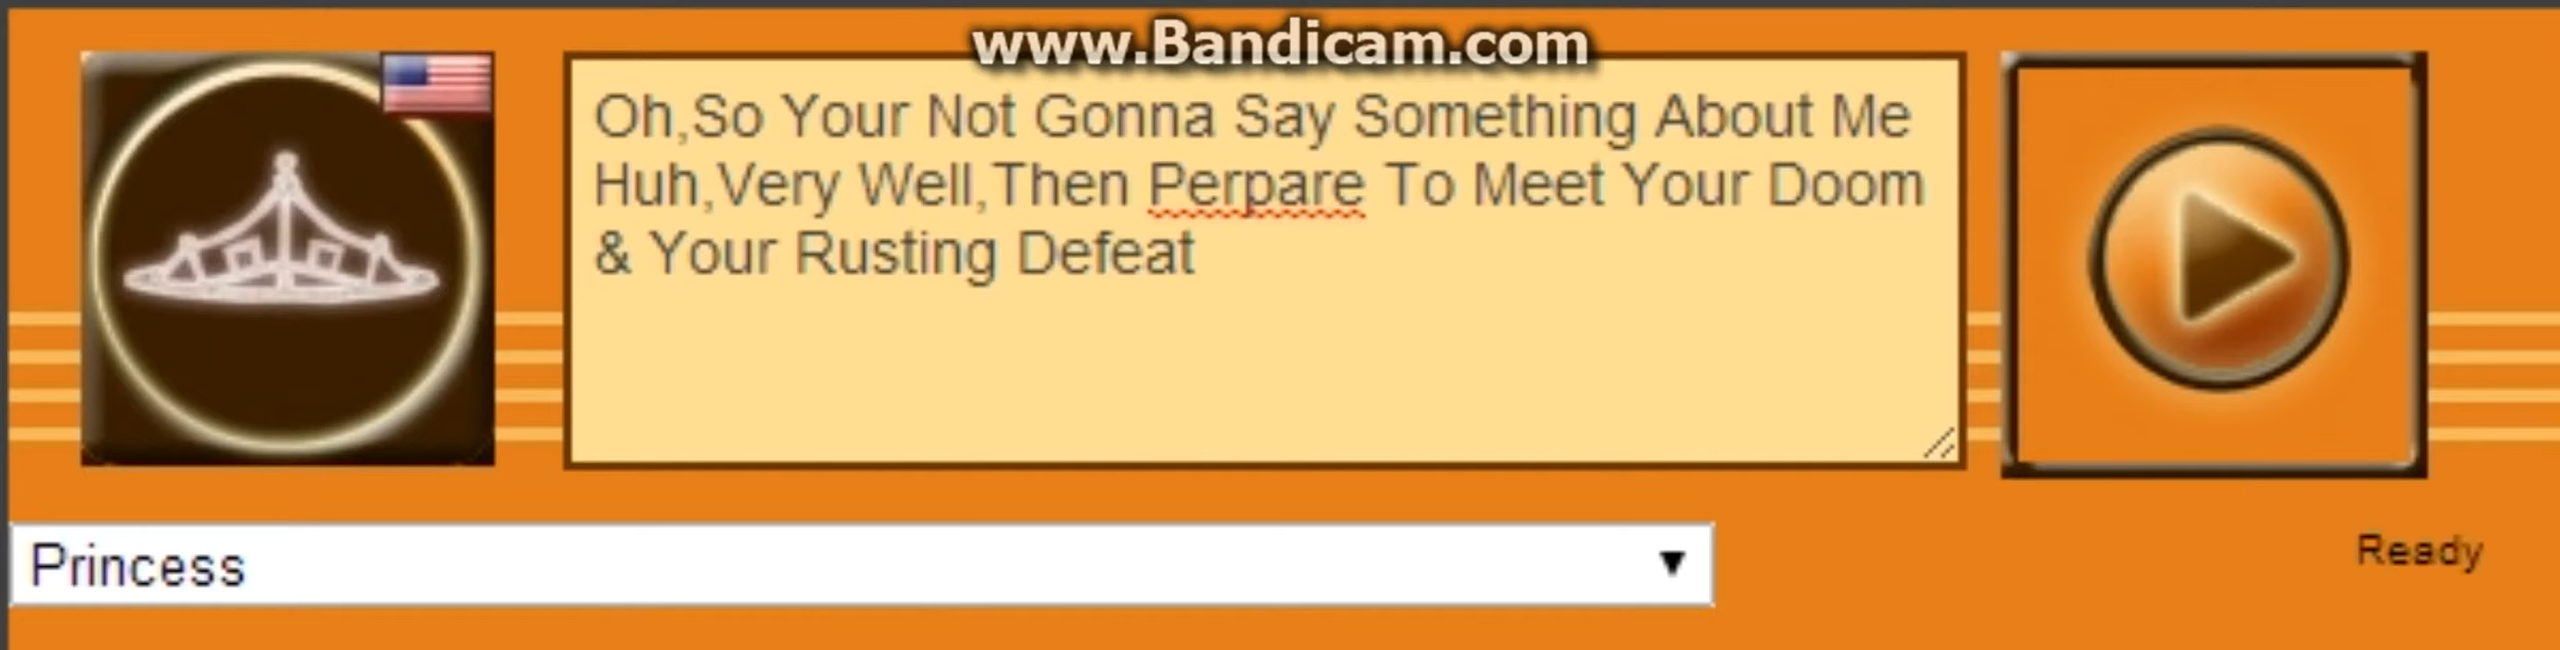 www.Bandicam.com
Oh,So Your Not Gonna Say Something About Me
Huh,Very Well,Then Perpare To Meet Your Doom
& Your Rusting Defeat
Princess
Ready